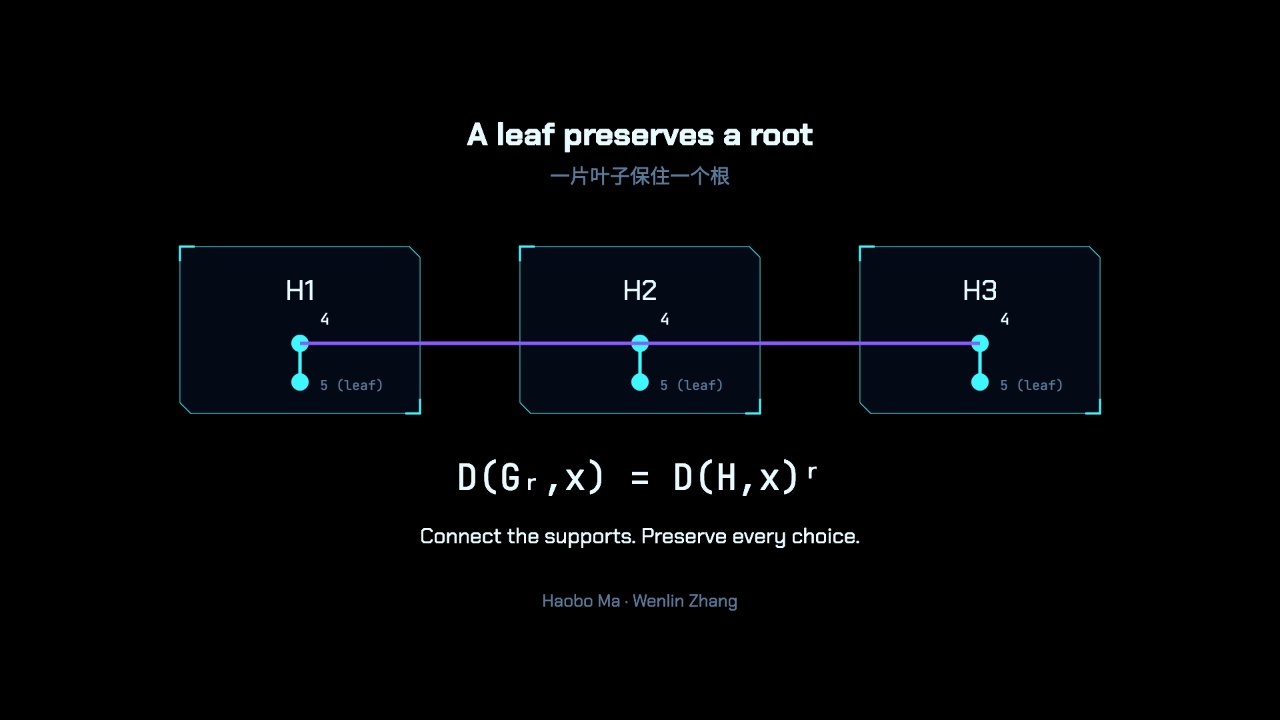 A leaf preserves a root
一片叶子保住一个根
H1 H2 H3
4 4 4
5 (leaf) 5 (leaf) 5 (leaf)
D(Gᵣ,x) = D(H,x)ʳ
Connect the supports. Preserve every choice.
Haobo Ma · Wenlin Zhang